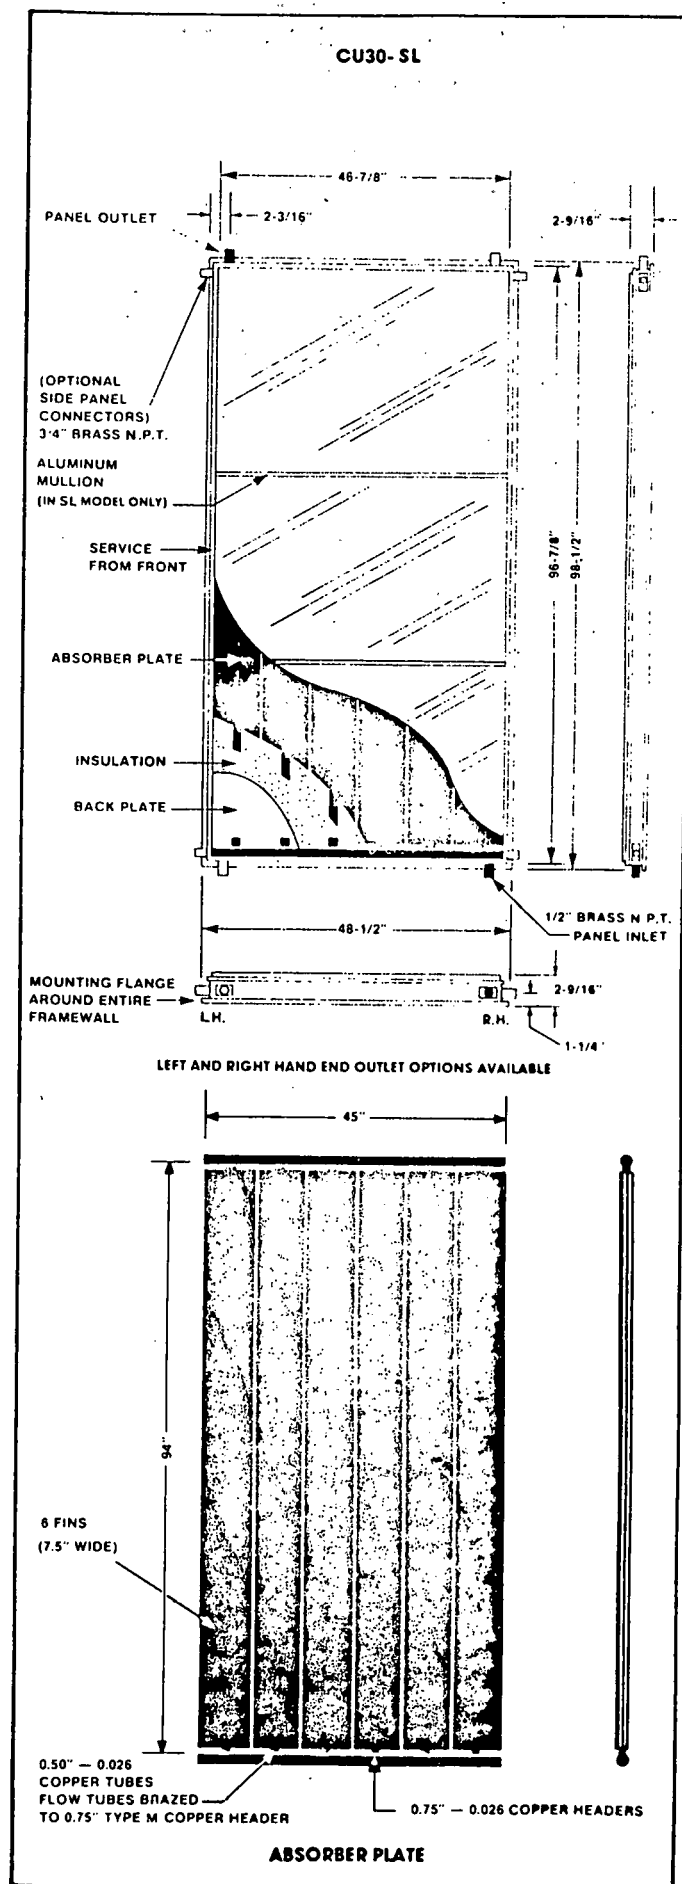 CU30-SL
46-7/8"
PANEL OUTLET
2-3/16"
2-9/16"
(OPTIONAL
SIDE PANEL
CONNECTORS)
3·4" BRASS N.P.T.
ALUMINUM
MULLION
(IN SL MODEL ONLY)
SERVICE
FROM FRONT
96-7/8"
98-1/2"
ABSORBER PLATE
INSULATION
BACK PLATE
1/2" BRASS N P.T.
PANEL INLET
48-1/2"
MOUNTING FLANGE
AROUND ENTIRE
FRAMEWALL
2-9/16"
L.H.
R.H.
1-1/4"
LEFT AND RIGHT HAND END OUTLET OPTIONS AVAILABLE
45"
94"
6 FINS
(7.5" WIDE)
0.50" — 0.026
COPPER TUBES
FLOW TUBES BRAZED
TO 0.75" TYPE M COPPER HEADER
0.75" — 0.026 COPPER HEADERS
ABSORBER PLATE